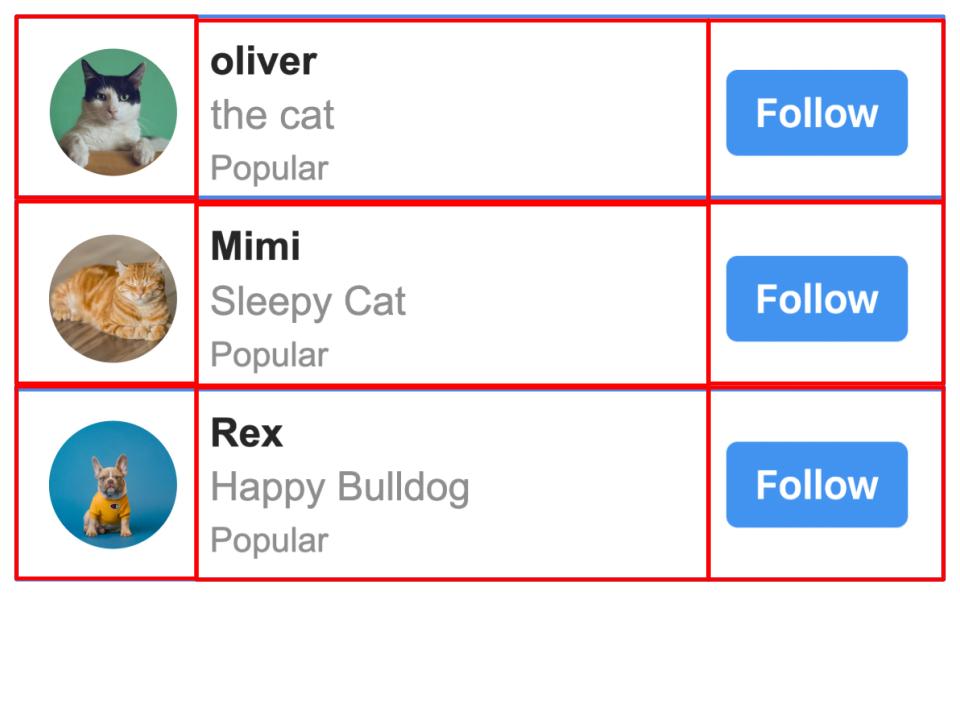 oliver
the cat
Popular
Follow
Mimi
Sleepy Cat
Popular
Follow
Rex
Happy Bulldog
Popular
Follow